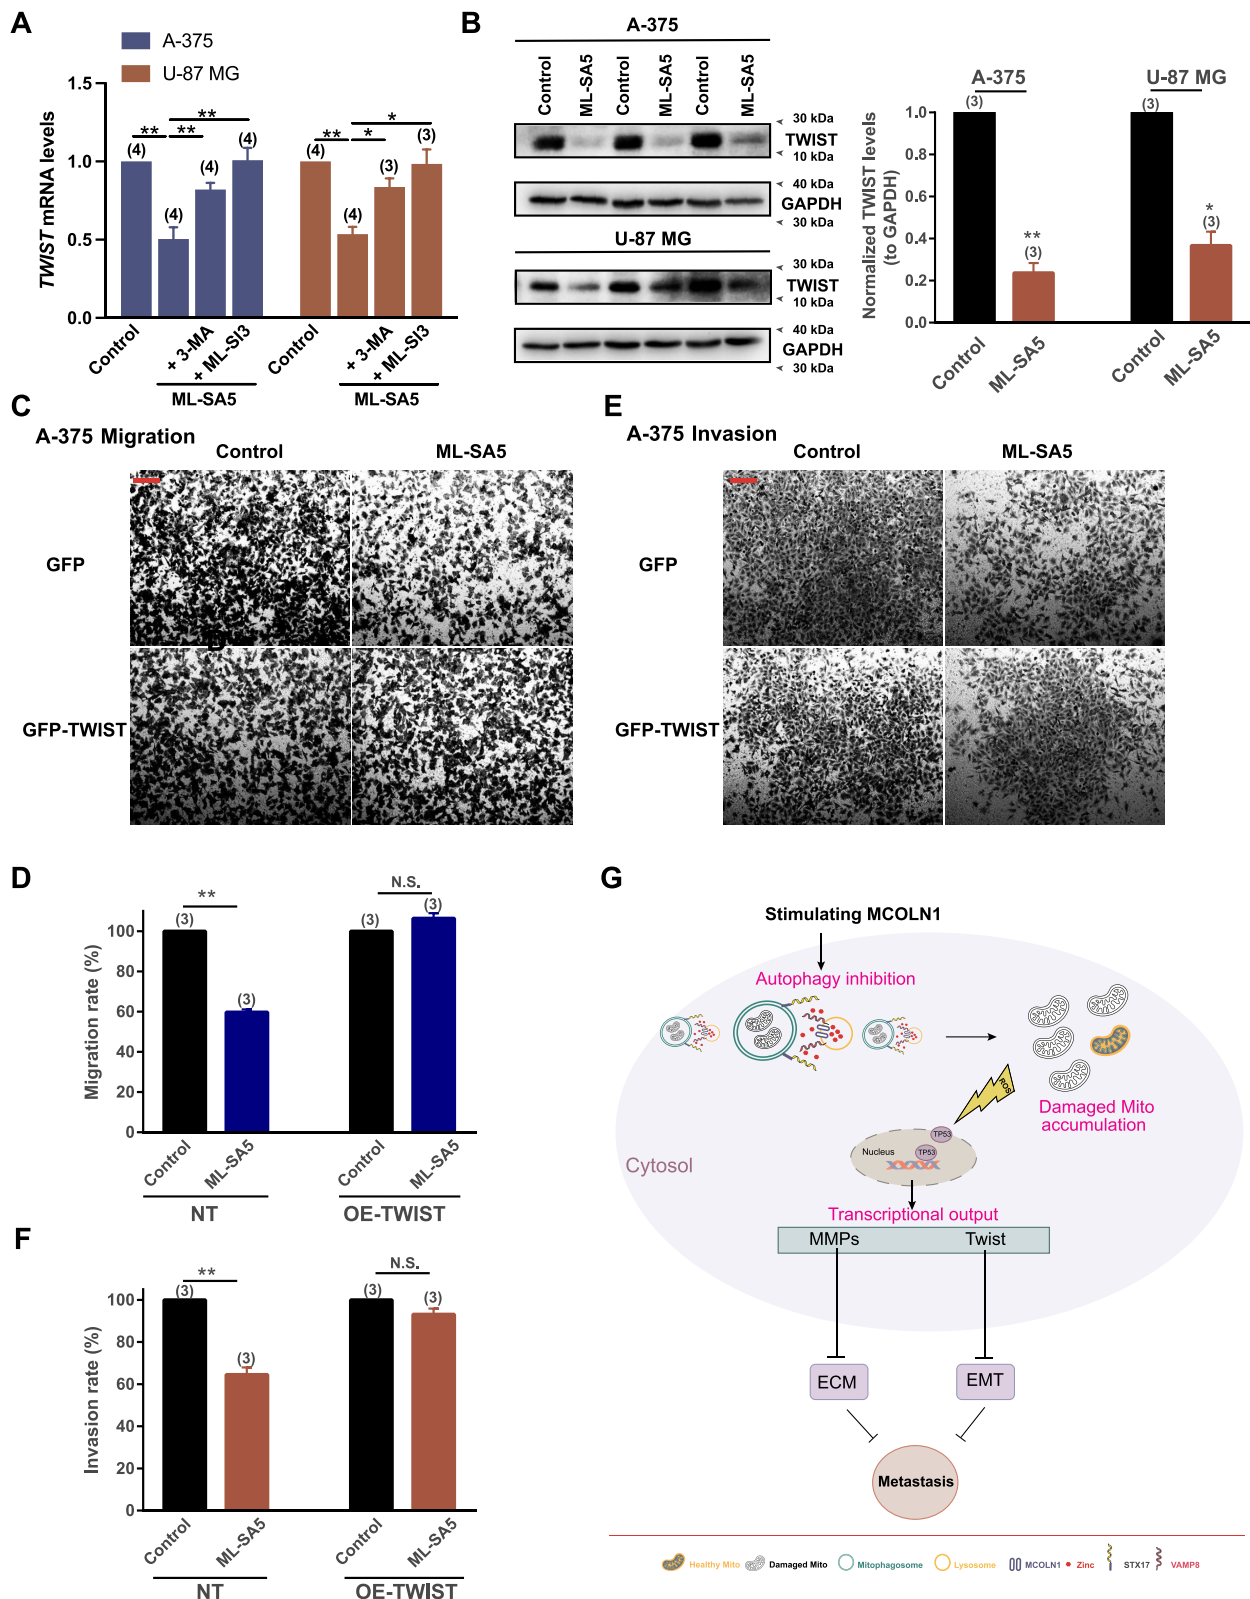 A
A-375
U-87 MG
TWIST mRNA levels
1.5
1.0
0.5
0.0
**
**
**
(4)
(4)
(4)
(4)
**
*
*
(4)
(4)
(3)
(3)
Control
+ 3-MA
+ ML-SI3
ML-SA5
Control
+ 3-MA
+ ML-SI3
ML-SA5
B
A-375
Control
ML-SA5
Control
ML-SA5
Control
ML-SA5
30 kDa
TWIST
10 kDa
40 kDa
GAPDH
30 kDa
U-87 MG
30 kDa
TWIST
10 kDa
40 kDa
GAPDH
30 kDa
Normalized TWIST levels
(to GAPDH)
1.0
0.8
0.6
0.4
0.2
0.0
A-375
U-87 MG
(3)
**
(3)
(3)
*
(3)
Control
ML-SA5
Control
ML-SA5
C
A-375 Migration
Control
ML-SA5
GFP
D
GFP-TWIST
E
A-375 Invasion
Control
ML-SA5
GFP
GFP-TWIST
D
Migration rate (%)
100
80
60
40
20
0
**
(3)
(3)
N.S.
(3)
(3)
Control
ML-SA5
Control
ML-SA5
NT
OE-TWIST
F
Invasion rate (%)
100
80
60
40
20
0
**
(3)
(3)
N.S.
(3)
(3)
Control
ML-SA5
Control
ML-SA5
NT
OE-TWIST
G
Stimulating MCOLN1
Autophagy inhibition
ROS
Damaged Mito
accumulation
TP53
Nucleus
TP53
Cytosol
Transcriptional output
MMPs
Twist
ECM
EMT
Metastasis
Healthy Mito
Damaged Mito
Mitophagosome
Lysosome
MCOLN1
Zinc
STX17
VAMP8